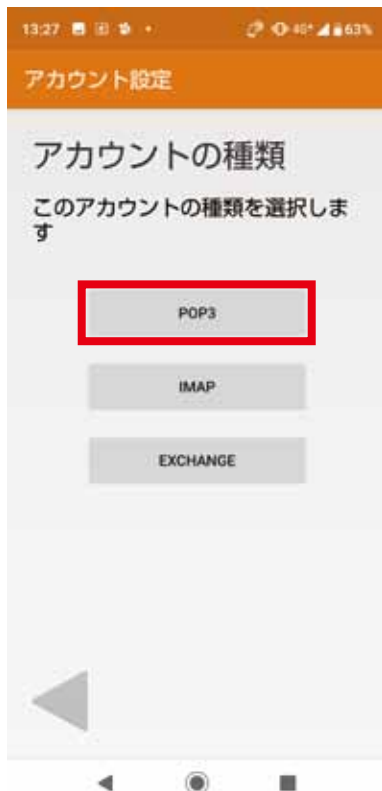 13:27 40° 63%
アカウント設定
アカウントの種類
このアカウントの種類を選択しま
す
POP3
IMAP
EXCHANGE